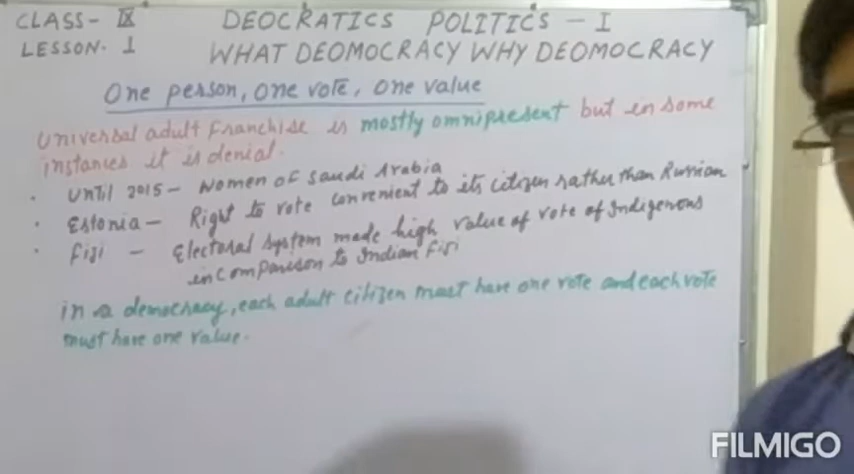 CLASS- IX DEOCRATICS POLITICS - I
LESSON. 1 WHAT DEOMOCRACY WHY DEOMOCRACY
One person, one vote, one value
Universal adult franchise is mostly omnipresent but in some
instances it is denial.
· Until 2015 - Women of Saudi Arabia
· Estonia - Right to vote convenient to its citizen rather than Russian
· Fiji - Electoral system made high value of vote of Indigenous
in comparison to Indian Fiji
in a democracy, each adult citizen must have one vote and each vote
must have one value.
FILMIGO